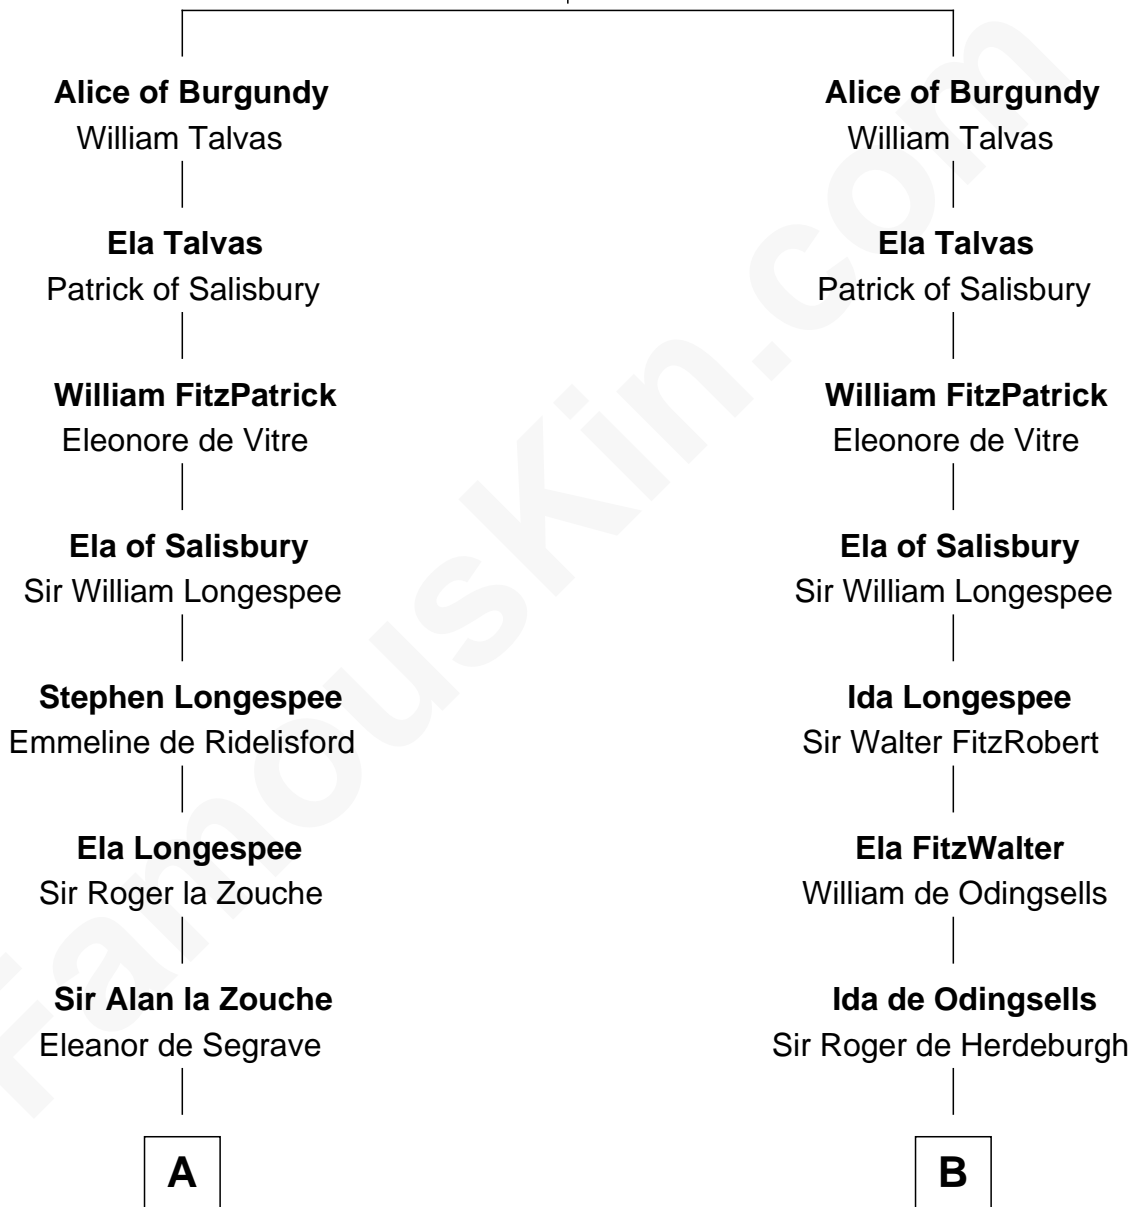 Alice of Burgundy
William Talvas
Ela Talvas
Patrick of Salisbury
William FitzPatrick
Eleonore de Vitre
Ela of Salisbury
Sir William Longespee
Stephen Longespee
Emmeline de Ridelisford
Ela Longespee
Sir Roger la Zouche
Sir Alan la Zouche
Eleanor de Segrave
A
Alice of Burgundy
William Talvas
Ela Talvas
Patrick of Salisbury
William FitzPatrick
Eleonore de Vitre
Ela of Salisbury
Sir William Longespee
Ida Longespee
Sir Walter FitzRobert
Ela FitzWalter
William de Odingsells
Ida de Odingsells
Sir Roger de Herdeburgh
B
FamousKin.com